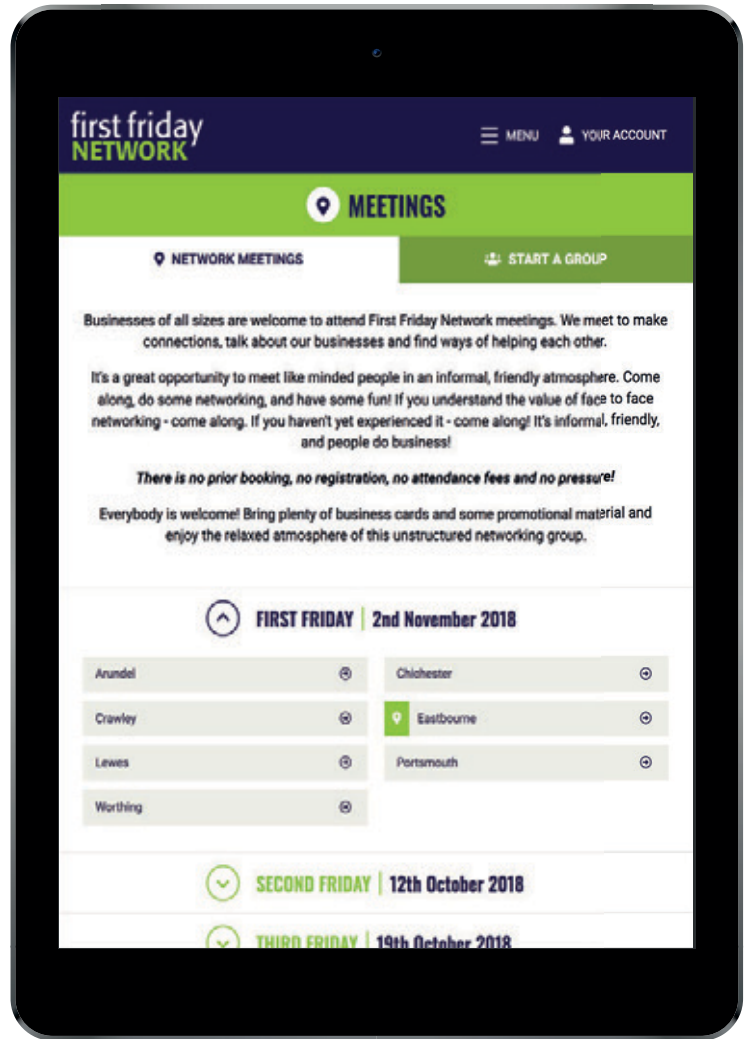 first friday
NETWORK
MENU
YOUR ACCOUNT
MEETINGS
NETWORK MEETINGS
START A GROUP
Businesses of all sizes are welcome to attend First Friday Network meetings. We meet to make
connections, talk about our businesses and find ways of helping each other.
It's a great opportunity to meet like minded people in an informal, friendly atmosphere. Come
along, do some networking, and have some fun! If you understand the value of face to face
networking - come along. If you haven't yet experienced it - come along! It's informal, friendly,
and people do business!
There is no prior booking, no registration, no attendance fees and no pressure!
Everybody is welcome! Bring plenty of business cards and some promotional material and
enjoy the relaxed atmosphere of this unstructured networking group.
FIRST FRIDAY | 2nd November 2018
Arundel
Chichester
Crawley
Eastbourne
Lewes
Portsmouth
Worthing
SECOND FRIDAY | 12th October 2018
THIRD FRIDAY | 19th October 2018